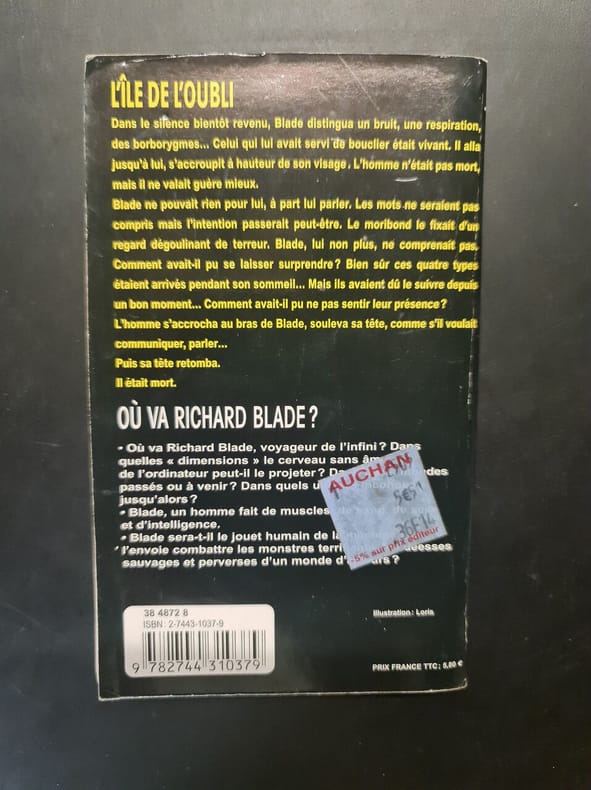 L'ÎLE DE L'OUBLI
Dans le silence bientôt revenu, Blade distingua un bruit, une respiration,
des borborygmes... Celui qui lui avait servi de bouclier était vivant. Il alla
jusqu'à lui, s'accroupit à hauteur de son visage. L'homme n'était pas mort,
mais il ne valait guère mieux.
Blade ne pouvait rien pour lui, à part lui parler. Les mots ne seraient pas
compris mais l'intention passerait peut-être. Le moribond le fixait d'un
regard dégoulinant de terreur. Blade, lui non plus, ne comprenait pas.
Comment avait-il pu se laisser surprendre ? Bien sûr ces quatre types
étaient arrivés pendant son sommeil... Mais ils avaient dû le suivre depuis
un bon moment... Comment avait-il pu ne pas sentir leur présence ?
L'homme s'accrocha au bras de Blade, souleva sa tête, comme s'il voulait
communiquer, parler...
Puis sa tête retomba.
Il était mort.
OÙ VA RICHARD BLADE ?
• Où va Richard Blade, voyageur de l'infini ? Dans
quelles « dimensions » le cerveau sans
de l'ordinateur peut-il le projeter ?
passés ou à venir ? Dans quels
jusqu'alors ?
• Blade, un homme fait de muscles,
et d'intelligence.
• Blade sera-t-il le jouet humain de la
l'envoie combattre les monstres
sauvages et perverses d'un monde ?
AUCHAN
5€51
36F14
-5% sur prix éditeur
38 4872 8
ISBN : 2-7443-1037-9
9 782744 310379
Illustration : Loris
PRIX FRANCE TTC : 5,80 €